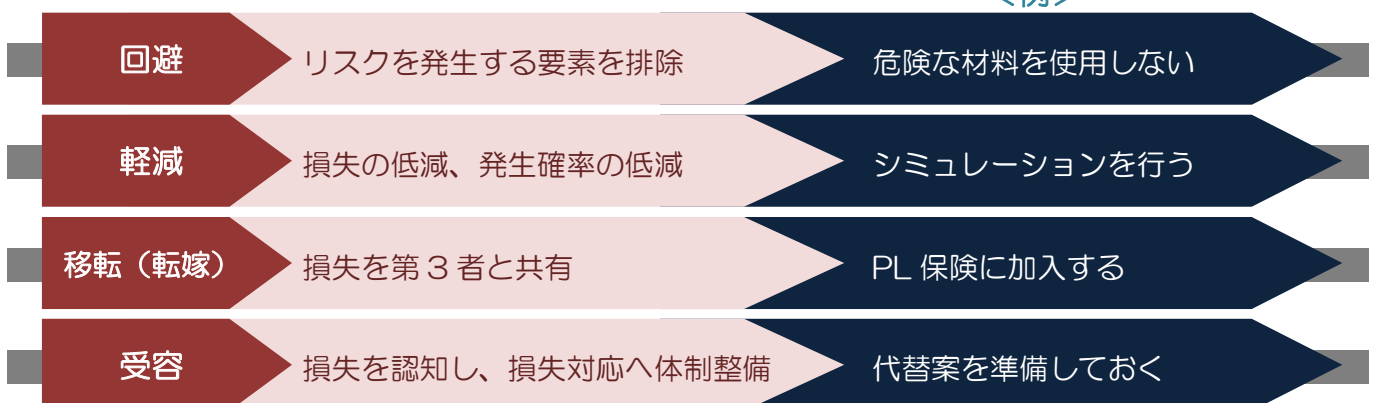 <例>
回避 リスクを発生する要素を排除 危険な材料を使用しない
軽減 損失の低減、発生確率の低減 シミュレーションを行う
移転（転嫁） 損失を第３者と共有 PL 保険に加入する
受容 損失を認知し、損失対応へ体制整備 代替案を準備しておく